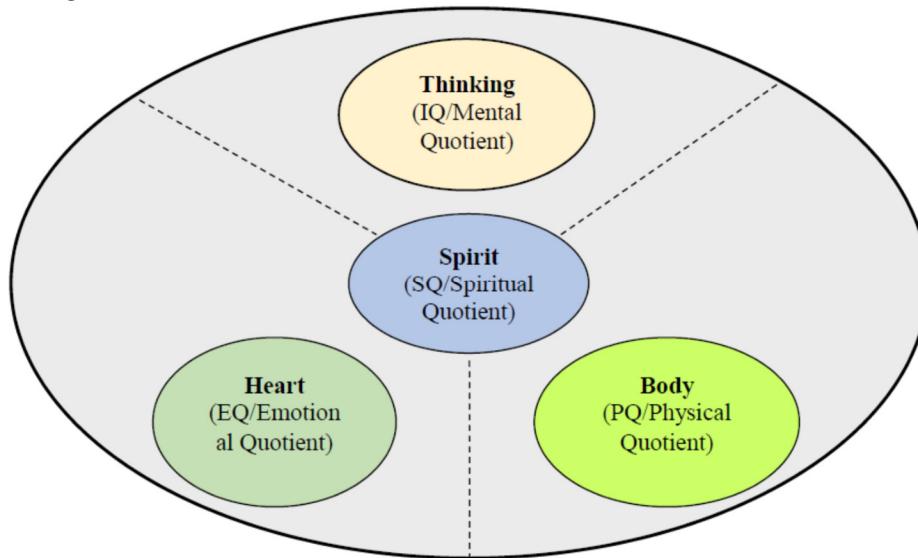 Thinking
(IQ/Mental
Quotient)
Spirit
(SQ/Spiritual
Quotient)
Heart
(EQ/Emotion
al Quotient)
Body
(PQ/Physical
Quotient)